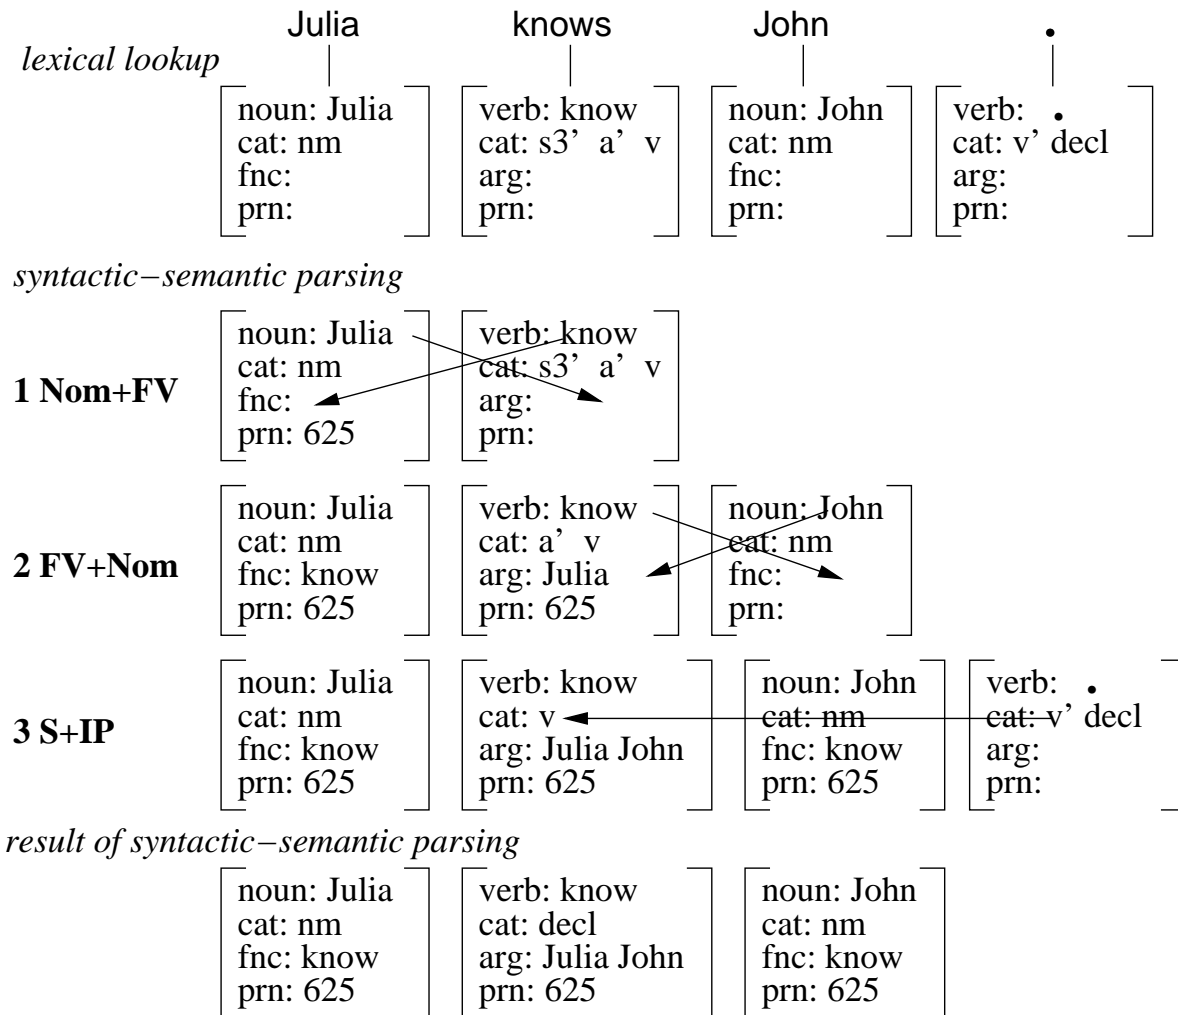 Julia knows John .
lexical lookup
noun: Julia verb: know noun: John verb: .
cat: nm cat: s3’ a’ v cat: nm cat: v’ decl
fnc: arg: fnc: arg:
prn: prn: prn: prn:
syntactic−semantic parsing
noun: Julia verb: know
cat: nm cat: s3’ a’ v
1 Nom+FV
fnc: arg:
prn: 625 prn:
noun: Julia verb: know noun: John
cat: nm cat: a’ v cat: nm
2 FV+Nom
fnc: know arg: Julia fnc:
prn: 625 prn: 625 prn:
noun: Julia verb: know noun: John verb: .
cat: nm cat: v cat: nm cat: v’ decl
3 S+IP
fnc: know arg: Julia John fnc: know arg:
prn: 625 prn: 625 prn: 625 prn:
result of syntactic−semantic parsing
noun: Julia verb: know noun: John
cat: nm cat: decl cat: nm
fnc: know arg: Julia John fnc: know
prn: 625 prn: 625 prn: 625